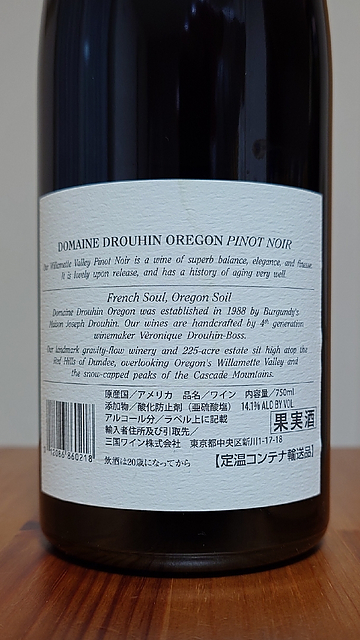 DOMAINE DROUHIN OREGON PINOT NOIR
Our Willamette Valley Pinot Noir is a wine of superb balance, elegance, and finesse.
It is lovely upon release, and has a history of aging very well.
French Soul, Oregon Soil
Domaine Drouhin Oregon was established in 1988 by Burgundy's
Maison Joseph Drouhin. Our wines are handcrafted by 4th generation
winemaker Véronique Drouhin-Boss.
Our landmark gravity-flow winery and 225-acre estate sit high atop the
Red Hills of Dundee, overlooking Oregon's Willamette Valley and
the snow-capped peaks of the Cascade Mountains.
原産国／アメリカ 品名／ワイン 内容量／750ml
添加物／酸化防止剤（亜硫酸塩） 14.1% ALC BY VOL
アルコール分／ラベル上に記載 果実酒
輸入者住所及び引取先／
三国ワイン株式会社 東京都中央区新川1-17-18
飲酒は20歳になってから 【定温コンテナ輸送品】